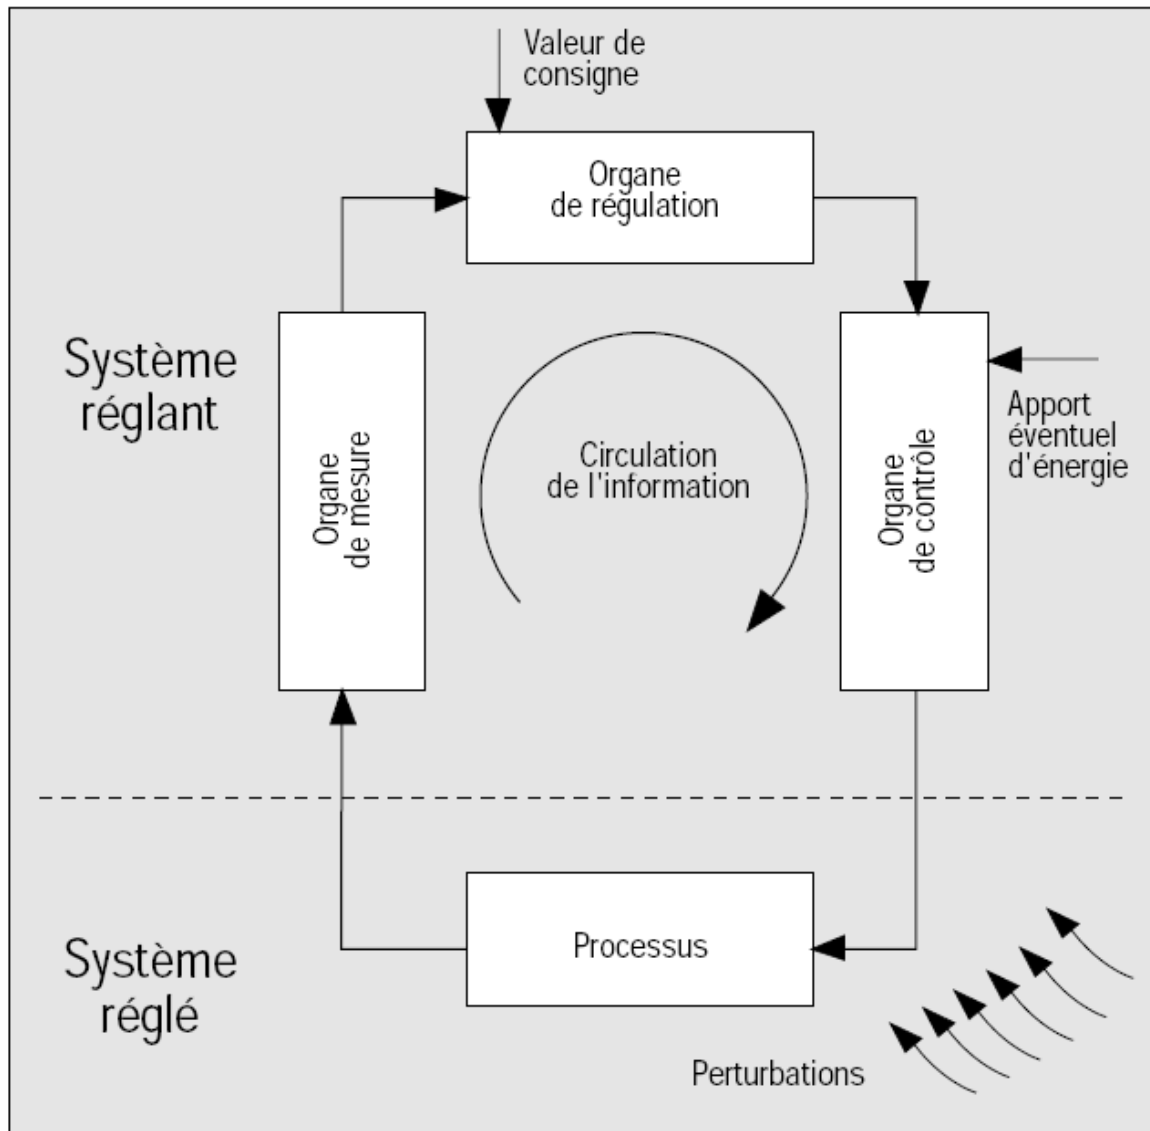 Valeur de
consigne
Organe
de régulation
Système
réglant
Organe
de mesure
Circulation
de l'information
Organe
de contrôle
Apport
éventuel
d'énergie
Système
réglé
Processus
Perturbations